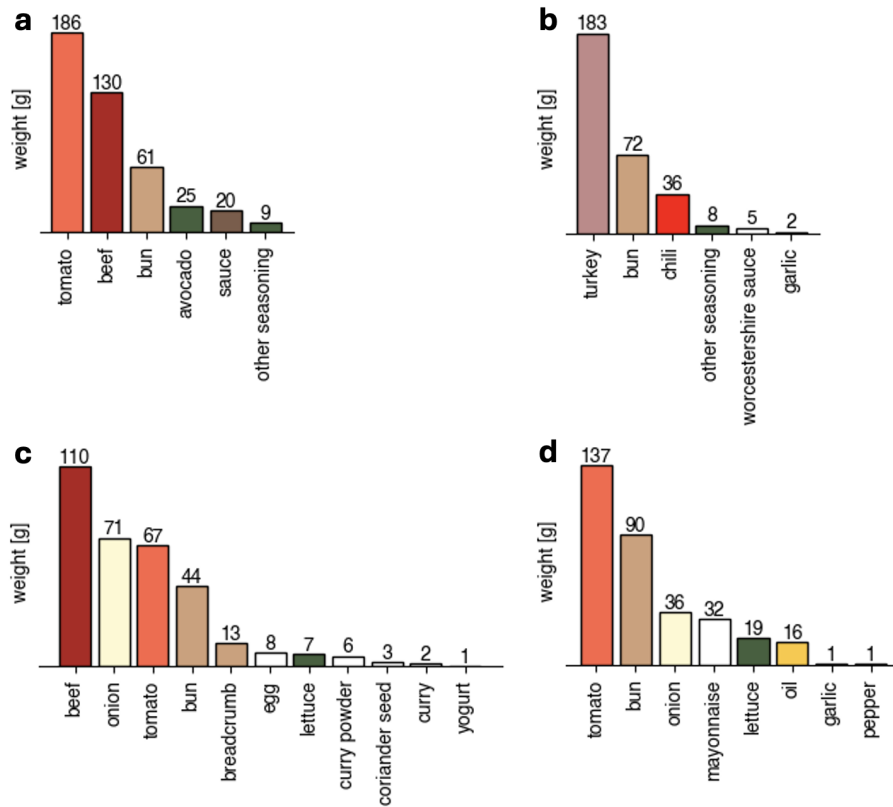 a
186
130
61
25
20
9
weight [g]
tomato
beef
bun
avocado
sauce
other seasoning
b
183
72
36
8
5
2
weight [g]
turkey
bun
chili
other seasoning
worcestershire sauce
garlic
c
110
71
67
44
13
8
7
6
3
2
1
weight [g]
beef
onion
tomato
bun
breadcrumb
egg
lettuce
curry powder
coriander seed
curry
yogurt
d
137
90
36
32
19
16
1
1
weight [g]
tomato
bun
onion
mayonnaise
lettuce
oil
garlic
pepper